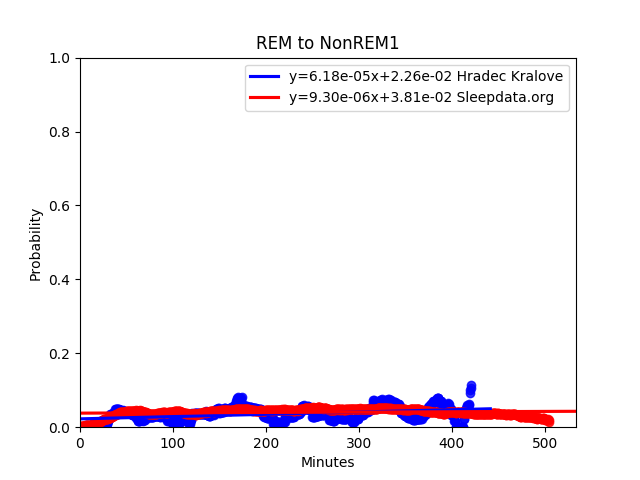 REM to NonREM1
y=6.18e-05x+2.26e-02 Hradec Kralove
y=9.30e-06x+3.81e-02 Sleepdata.org
1.0
0.8
0.6
0.4
0.2
0.0
Probability
0 100 200 300 400 500
Minutes